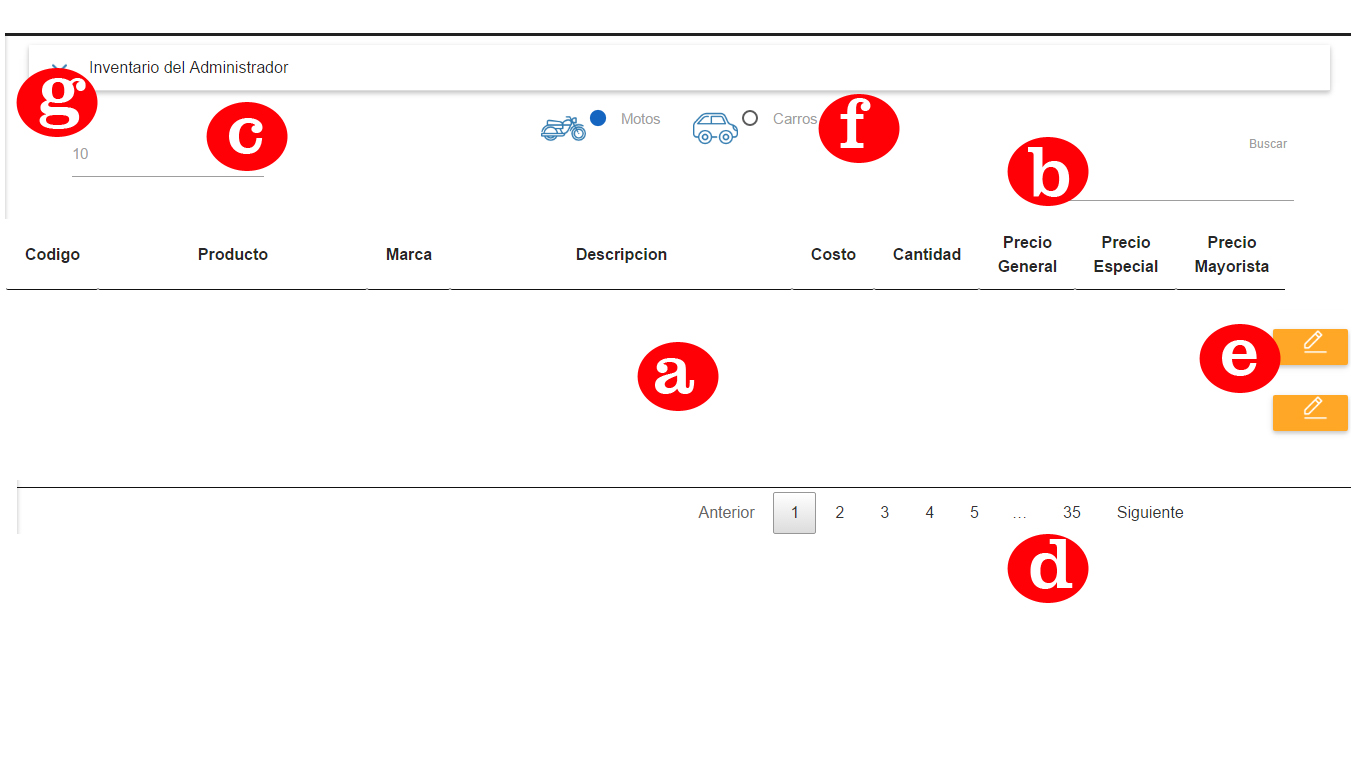 Inventario del Administrador
g
c
Motos
Carros
f
10
Buscar
b
Codigo Producto Marca Descripcion Costo Cantidad Precio General Precio Especial Precio Mayorista
a
e
Anterior 1 2 3 4 5 ... 35 Siguiente
d